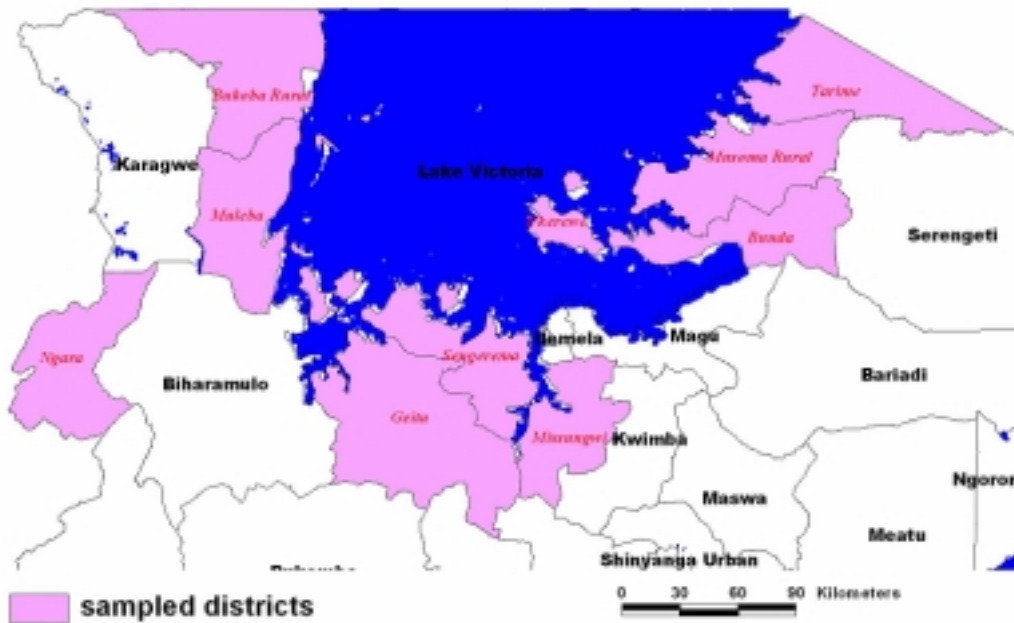 Bukoba Rural
Tarime
Karagwe
Lake Victoria
Musoma Rural
Muleba
Ukerewe
Bunda
Serengeti
Ngara
Biharamulo
Sengerema
Ilemela
Magu
Bariadi
Geita
Missungwi
Kwimba
Maswa
Ngoron
Meatu
Shinyanga Urban
sampled districts
0 30 60 90 Kilometers